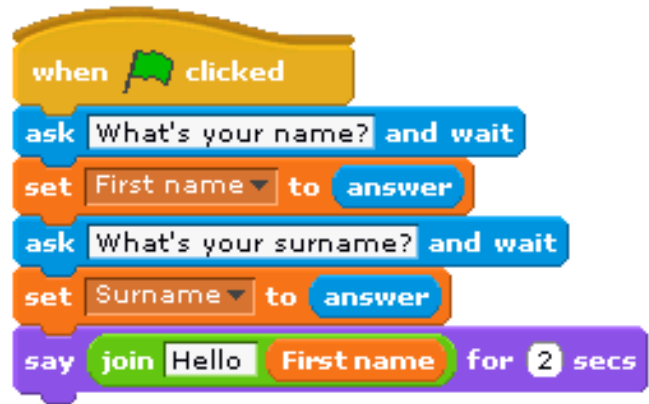 when clicked
ask What's your name? and wait
set First name to answer
ask What's your surname? and wait
set Surname to answer
say join Hello First name for 2 secs